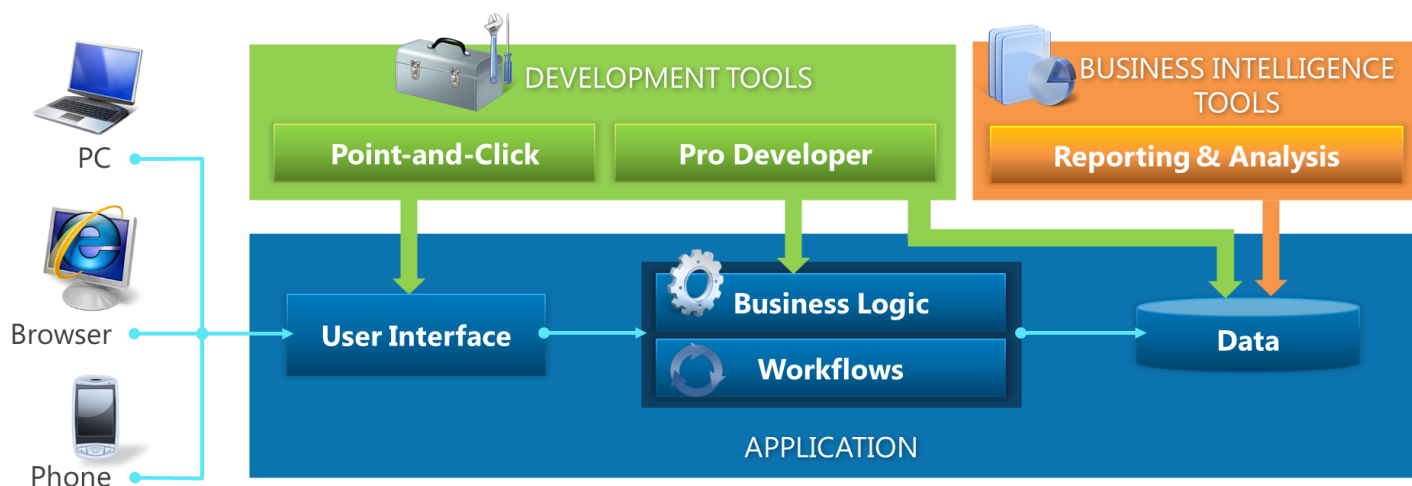 PC
Browser
Phone
DEVELOPMENT TOOLS
Point-and-Click
Pro Developer
BUSINESS INTELLIGENCE
TOOLS
Reporting & Analysis
User Interface
Business Logic
Workflows
Data
APPLICATION